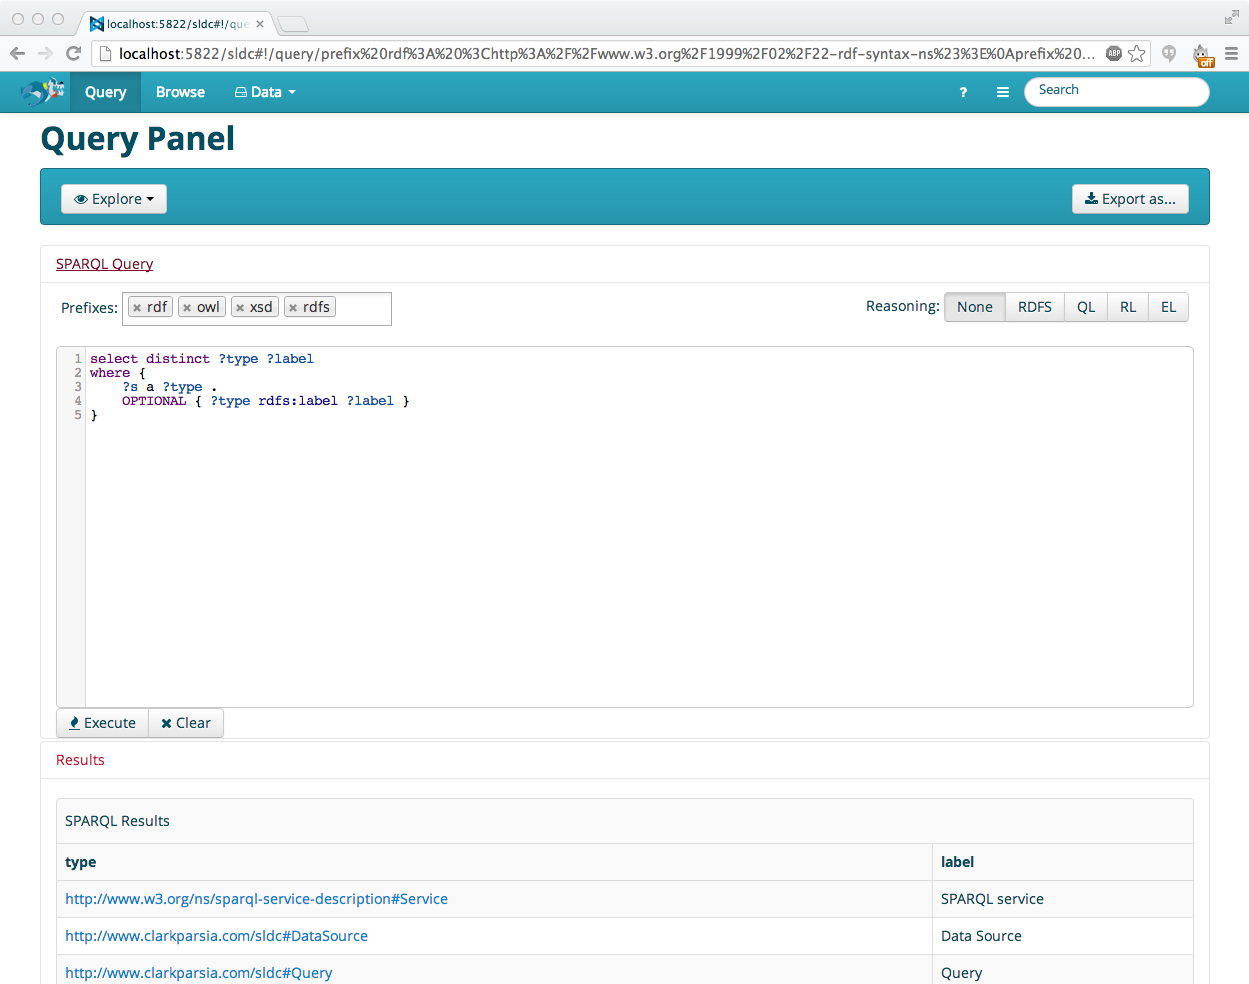 localhost:5822/sldc#!/que
localhost:5822/sldc#!/query/prefix%20rdf%3A%20%3Chttp%3A%2F%2Fwww.w3.org%2F1999%2F02%2F22-rdf-syntax-ns%23%3E%0Aprefix%20... ABP off
Query Browse Data ? Search
Query Panel
Explore Export as...
SPARQL Query
Prefixes: × rdf × owl × xsd × rdfs Reasoning: None RDFS QL RL EL
1 select distinct ?type ?label
2 where {
3 ?s a ?type .
4 OPTIONAL { ?type rdfs:label ?label }
5 }
Execute Clear
Results
SPARQL Results
type label
http://www.w3.org/ns/sparql-service-description#Service SPARQL service
http://www.clarkparsia.com/sldc#DataSource Data Source
http://www.clarkparsia.com/sldc#Query Query